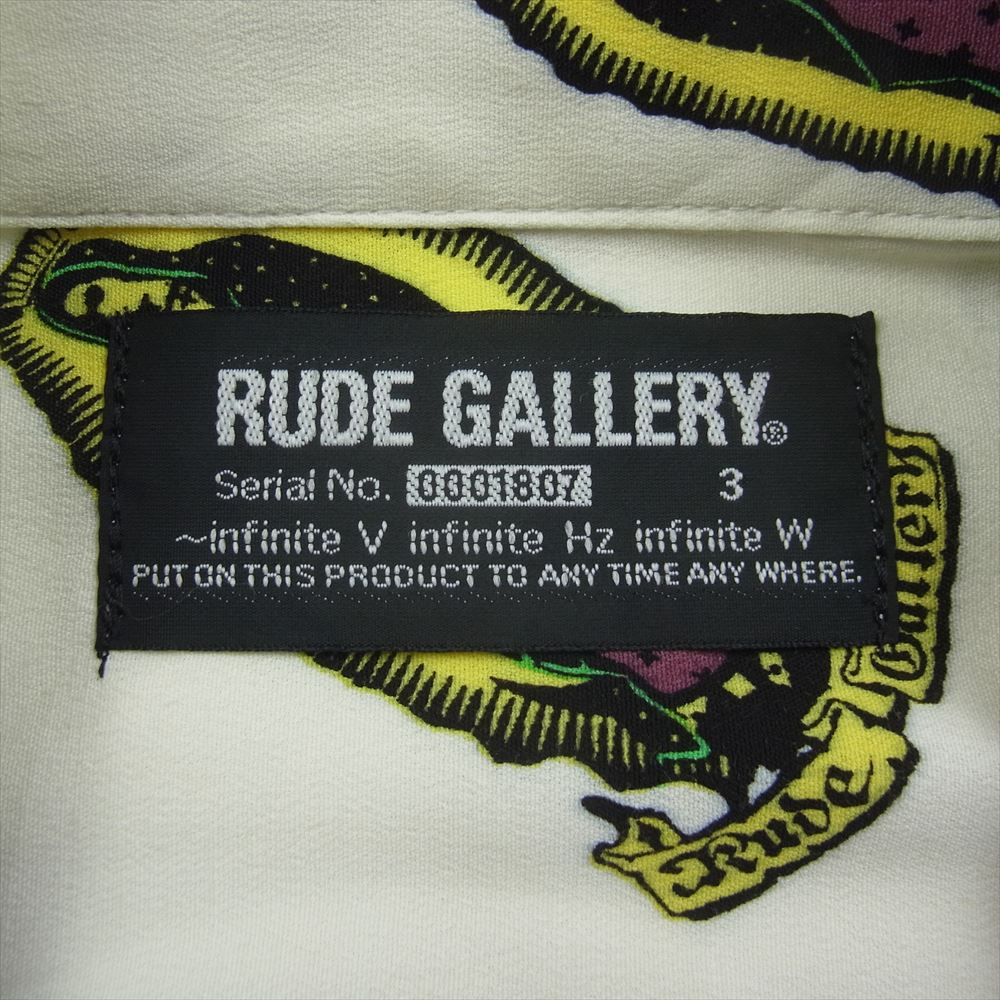 RUDE GALLERY®
Serial No. 0001807 3
~infinite V infinite Hz infinite W
PUT ON THIS PRODUCT TO ANY TIME ANY WHERE.
Rude
Gallery